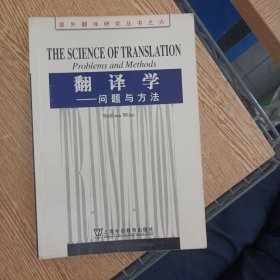 国外翻译研究丛书之六
THE SCIENCE OF TRANSLATION
Problems and Methods
翻译学
——问题与方法
Wolfram Wilss
上海外语教育出版社